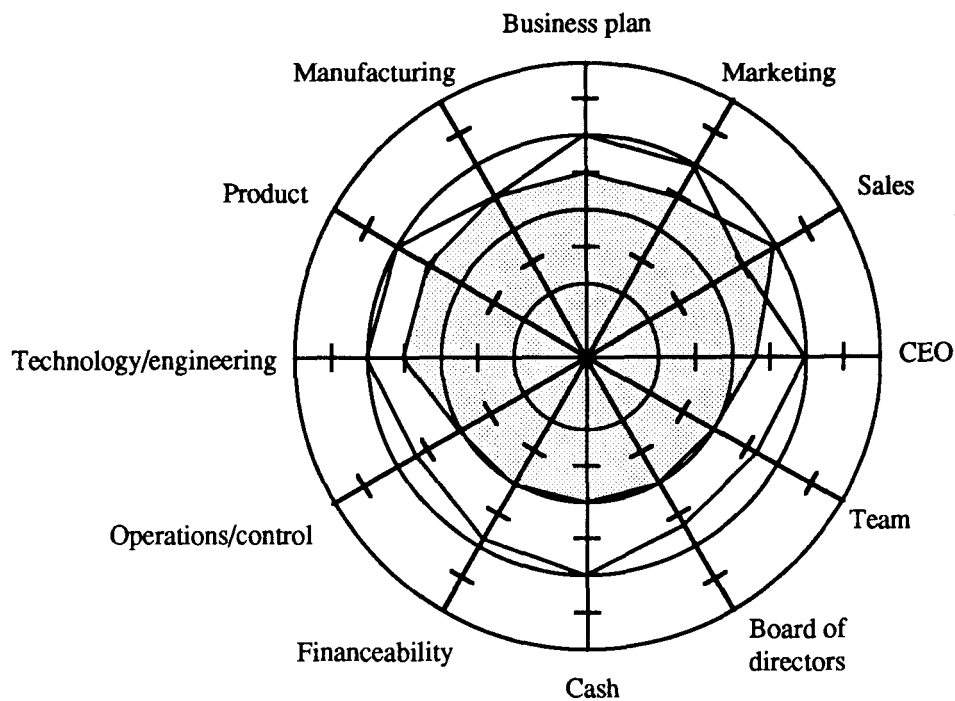 Business plan
Manufacturing
Marketing
Product
Sales
Technology/engineering
CEO
Operations/control
Team
Financeability
Board of
directors
Cash